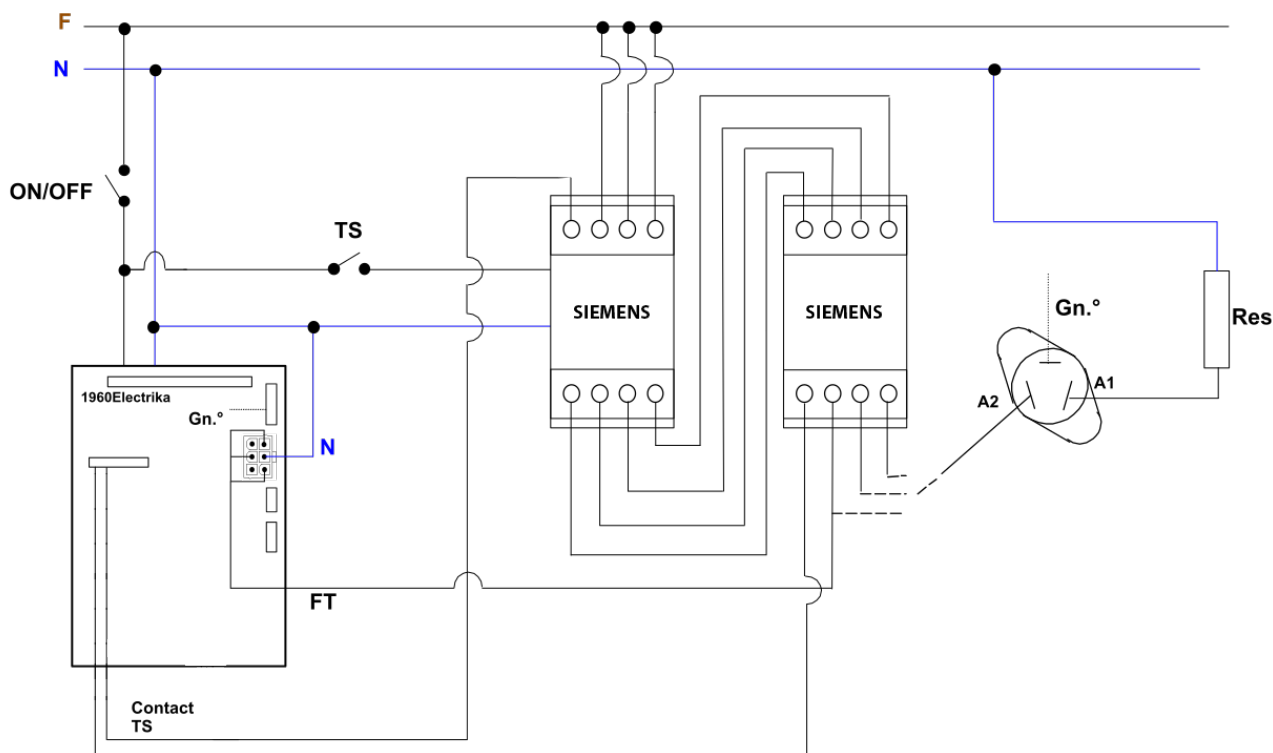 F
N
ON/OFF
TS
SIEMENS
SIEMENS
Gn.°
Res
A1
A2
1960Electrika
Gn.°
N
FT
Contact
TS